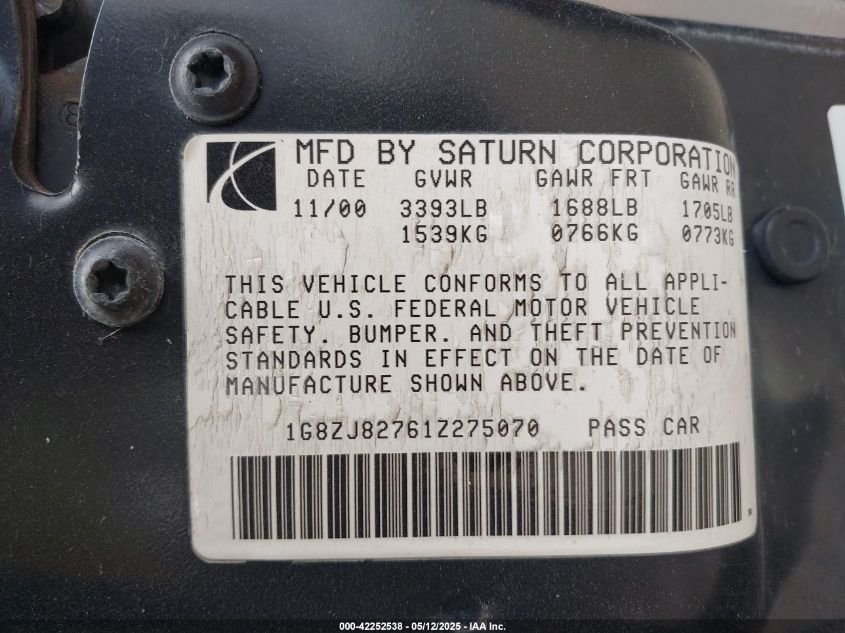 MFD BY SATURN CORPORATION
DATE GVWR GAWR FRT GAWR RR
11/00 3393LB 1688LB 1705LB
1539KG 0766KG 0773KG
THIS VEHICLE CONFORMS TO ALL APPLI-
CABLE U.S. FEDERAL MOTOR VEHICLE
SAFETY. BUMPER. AND THEFT PREVENTION
STANDARDS IN EFFECT ON THE DATE OF
MANUFACTURE SHOWN ABOVE.
1G8ZJ82761Z275070 PASS CAR
000-42252538 - 05/12/2025 - IAA Inc.